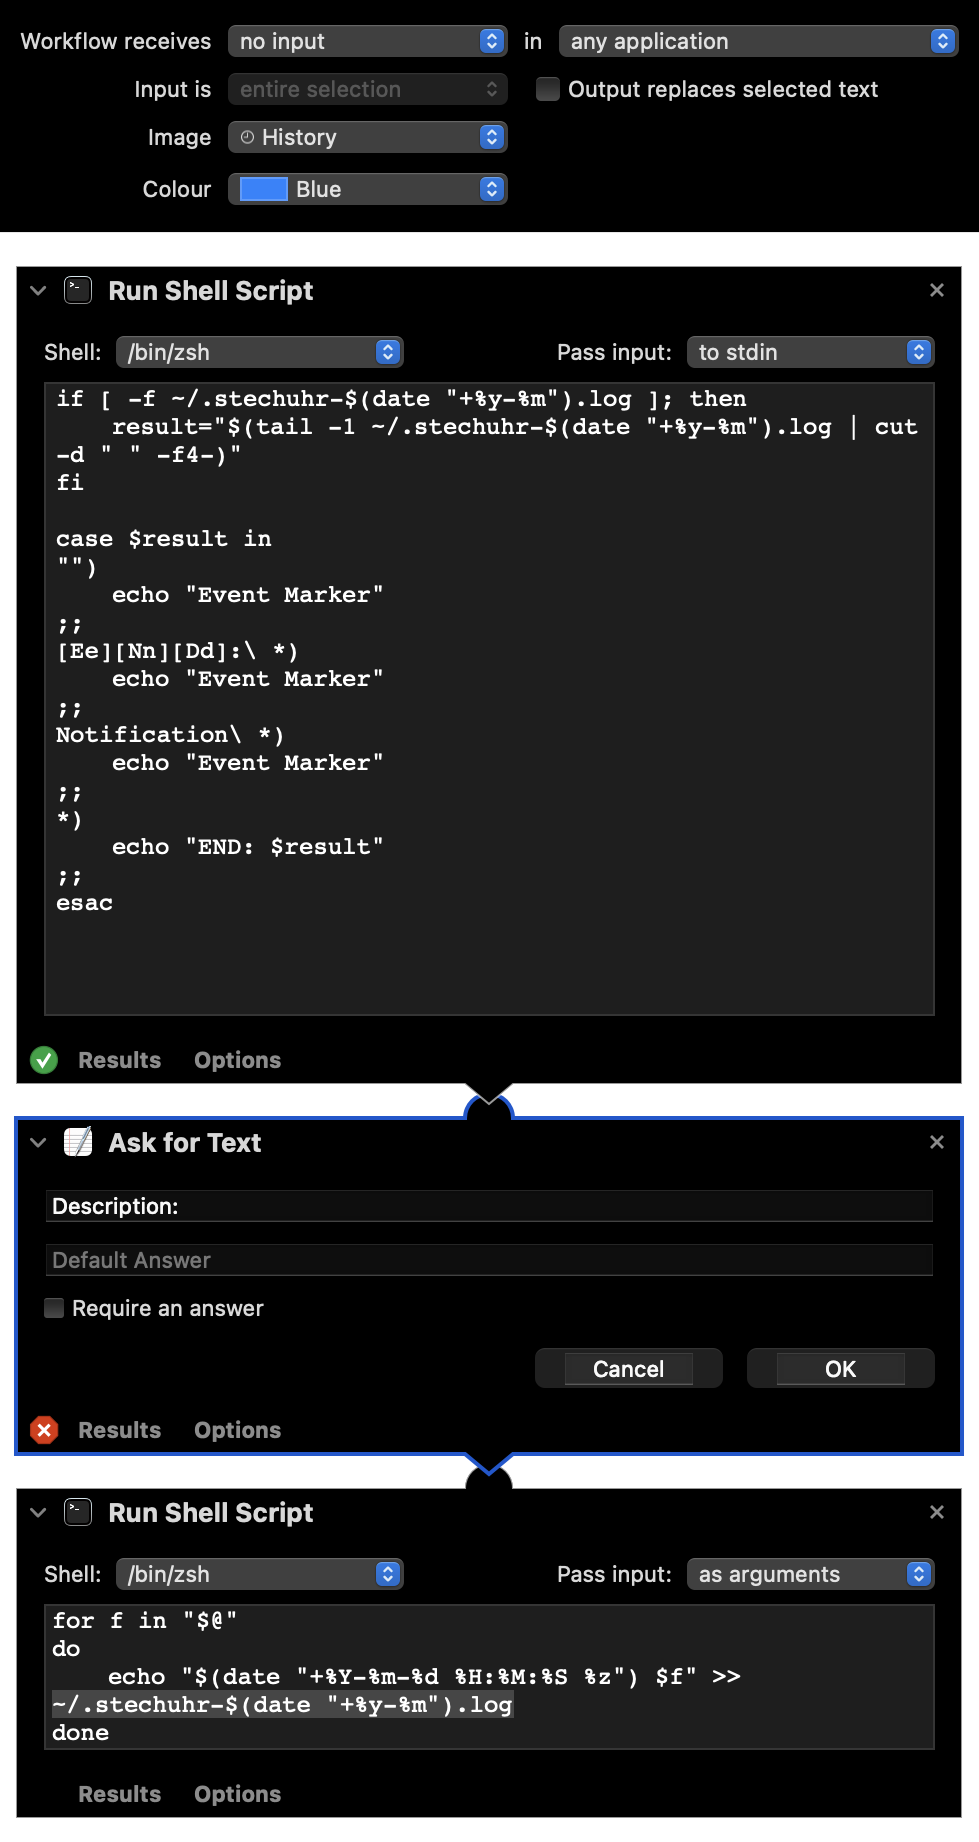 Workflow receives no input in any application
Input is entire selection Output replaces selected text
Image History
Colour Blue
Run Shell Script
Shell: /bin/zsh Pass input: to stdin
if [ -f ~/.stechuhr-$(date "+%y-%m").log ]; then
    result="$(tail -1 ~/.stechuhr-$(date "+%y-%m").log | cut
-d " " -f4-)"
fi

case $result in
"")
    echo "Event Marker"
;;
[Ee][Nn][Dd]:\ *)
    echo "Event Marker"
;;
Notification\ *)
    echo "Event Marker"
;;
*)
    echo "END: $result"
;;
esac
Results Options
Ask for Text
Description:
Default Answer
Require an answer
Cancel OK
Results Options
Run Shell Script
Shell: /bin/zsh Pass input: as arguments
for f in "$@"
do
    echo "$(date "+%Y-%m-%d %H:%M:%S %z") $f" >>
~/.stechuhr-$(date "+%y-%m").log
done
Results Options